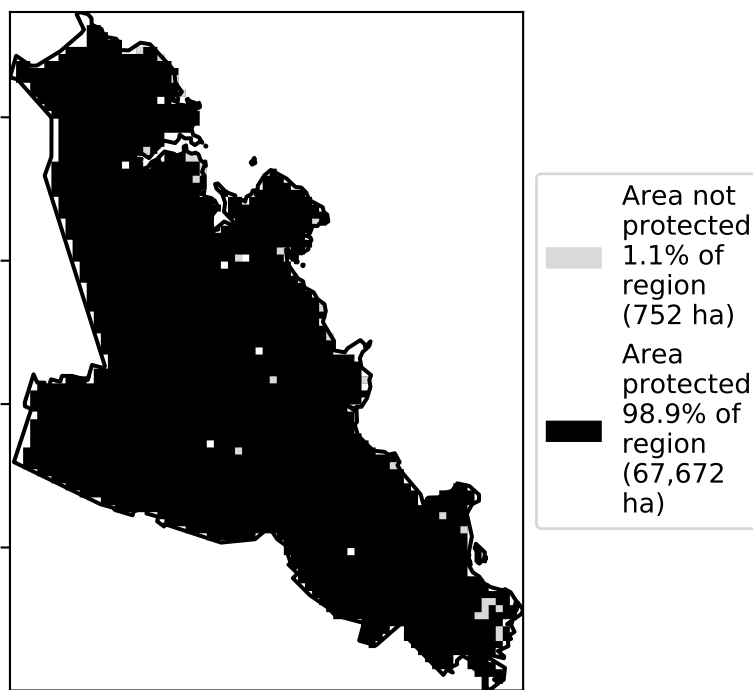 Area not
protected
1.1% of
region
(752 ha)
Area
protected
98.9% of
region
(67,672
ha)